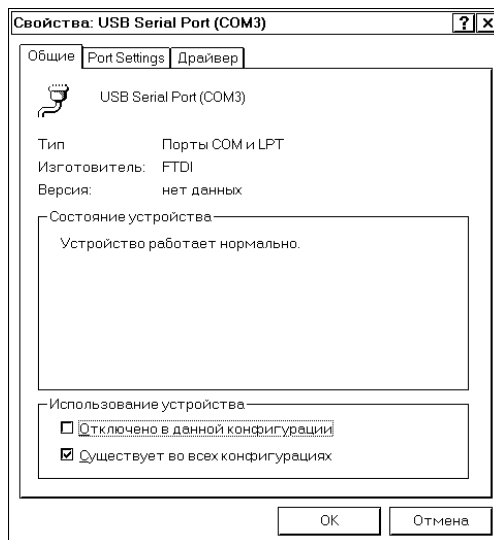 Свойства: USB Serial Port (COM3)
Общие Port Settings Драйвер
USB Serial Port (COM3)
Тип Порты COM и LPT
Изготовитель: FTDI
Версия: нет данных
Состояние устройства
Устройство работает нормально.
Использование устройства
Отключено в данной конфигурации
Существует во всех конфигурациях
OK Отмена